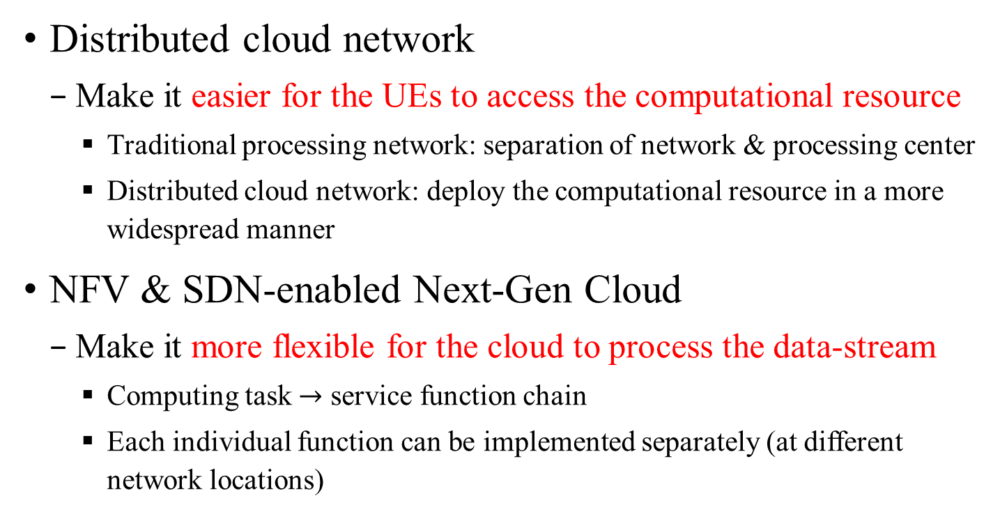 • Distributed cloud network
– Make it easier for the UEs to access the computational resource
▪ Traditional processing network: separation of network & processing center
▪ Distributed cloud network: deploy the computational resource in a more
widespread manner
• NFV & SDN-enabled Next-Gen Cloud
– Make it more flexible for the cloud to process the data-stream
▪ Computing task → service function chain
▪ Each individual function can be implemented separately (at different
network locations)